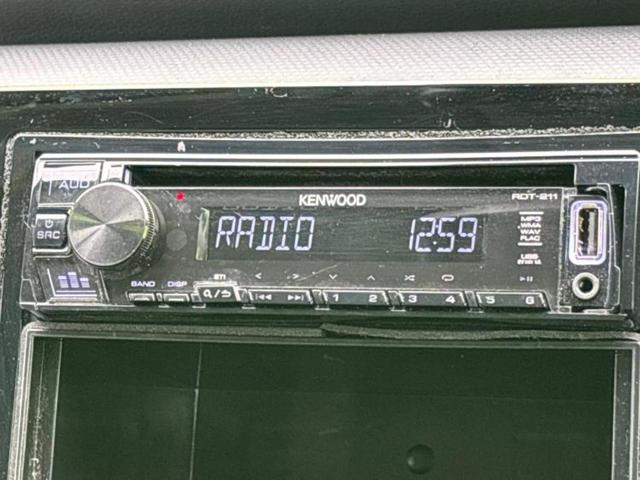 AUD
KENWOOD
RDT-211
SRC
RADIO 12:59
MP3
WMA
WAV
FLAC
USB
BAND DISP
1 2 3 4 5 6